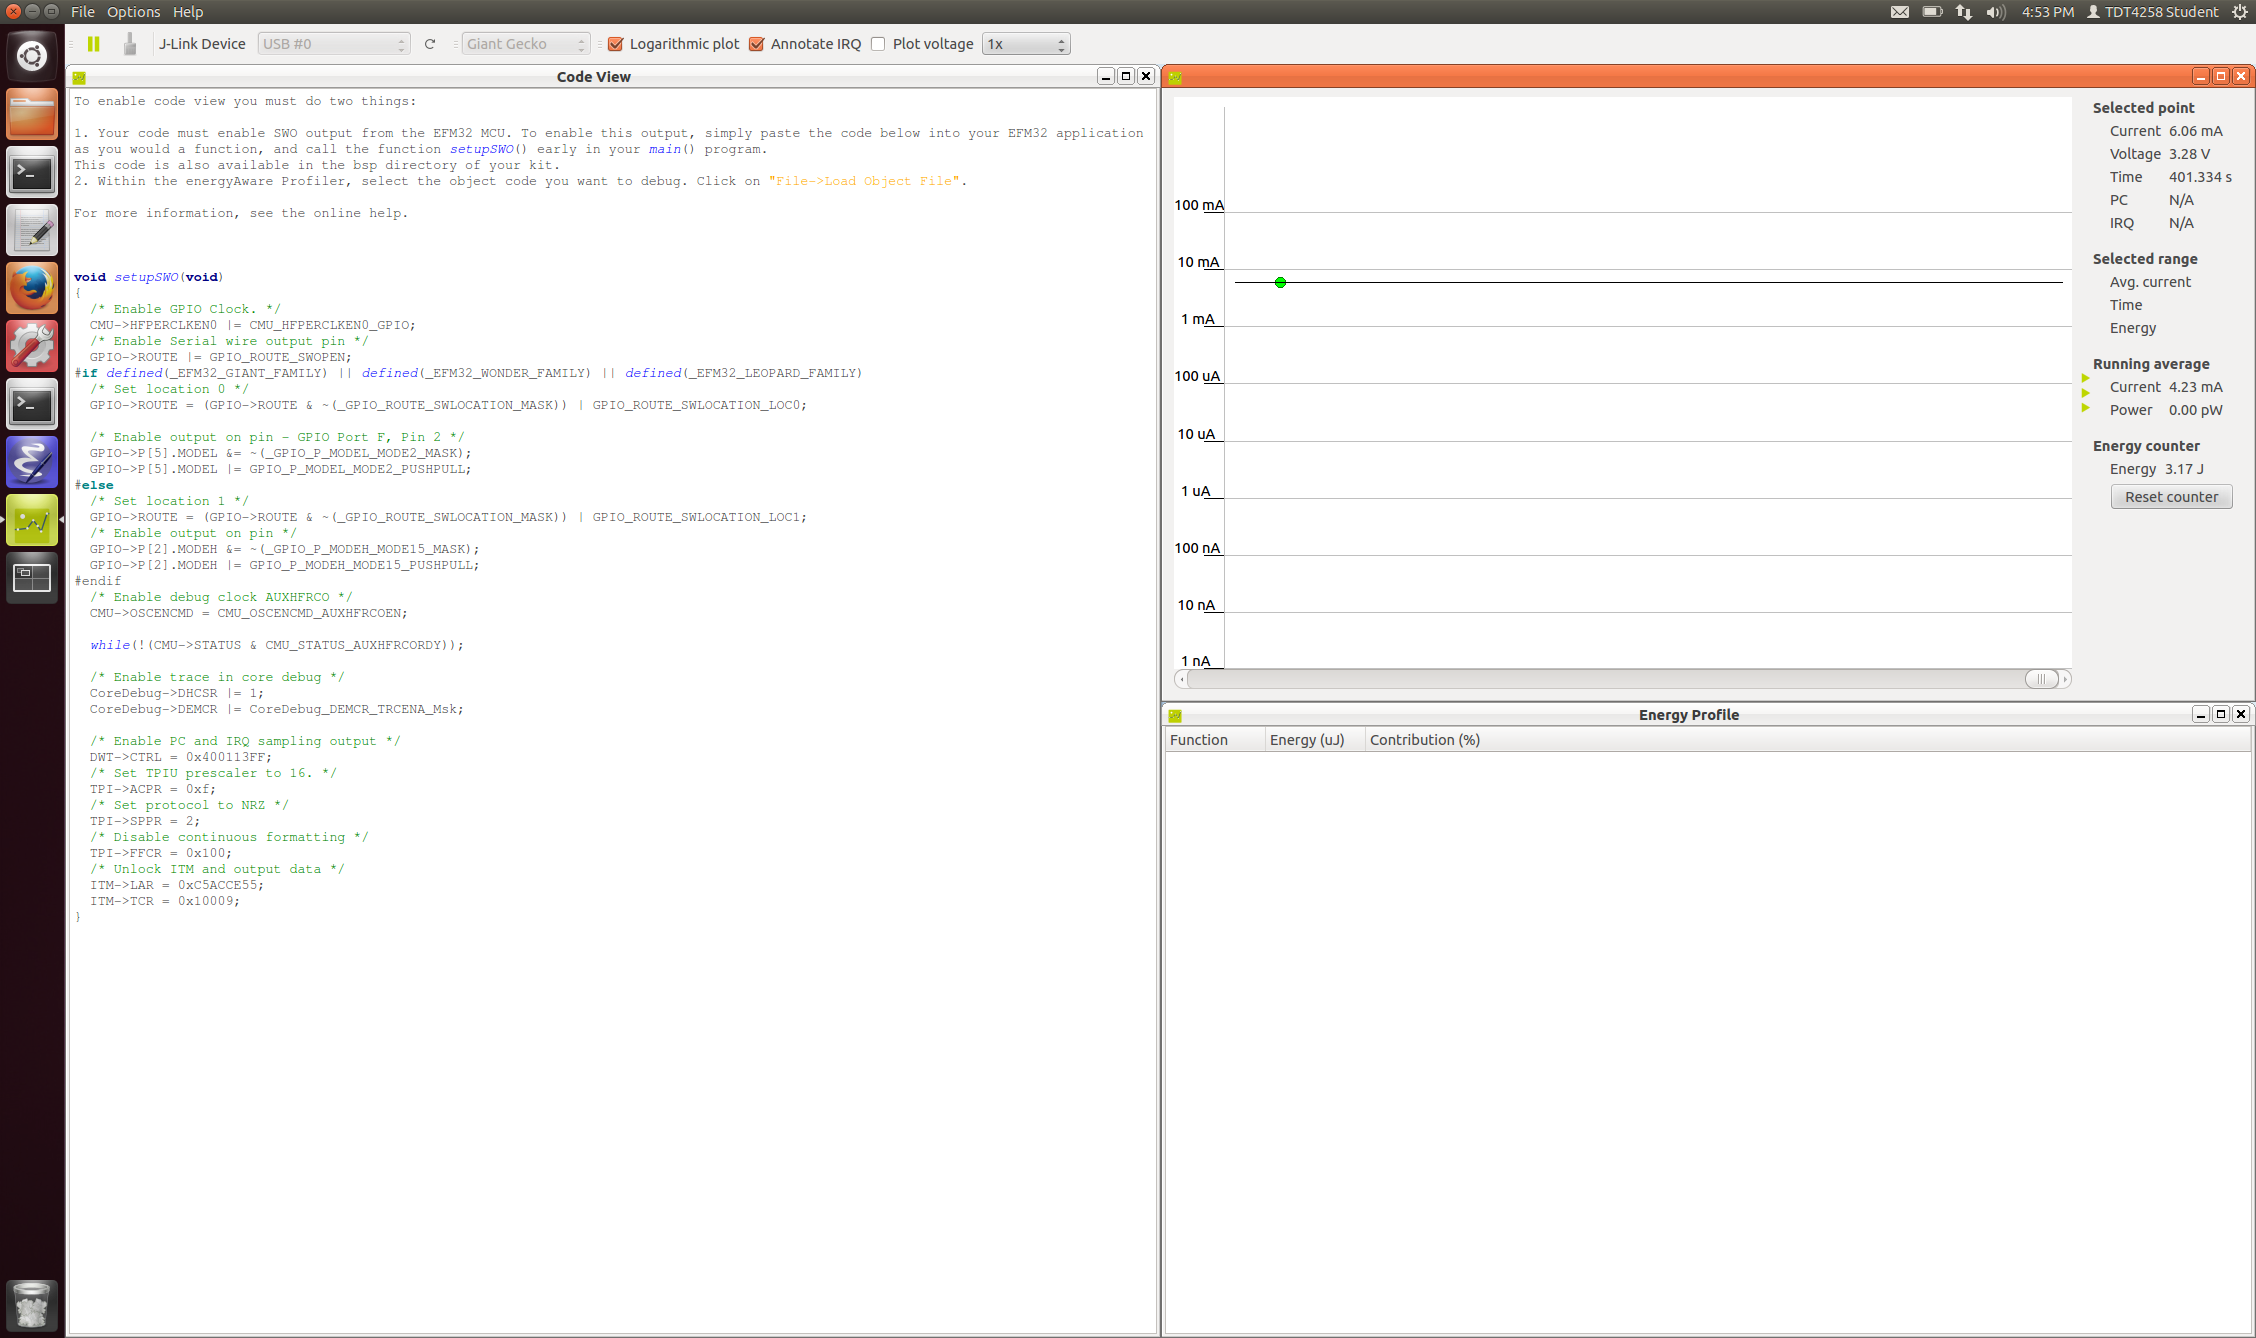 File Options Help
4:53 PM TDT4258 Student
J-Link Device USB #0 Giant Gecko Logarithmic plot Annotate IRQ Plot voltage 1x
Code View
To enable code view you must do two things:
1. Your code must enable SWO output from the EFM32 MCU. To enable this output, simply paste the code below into your EFM32 application
as you would a function, and call the function setupSWO() early in your main() program.
This code is also available in the bsp directory of your kit.
2. Within the energyAware Profiler, select the object code you want to debug. Click on "File->Load Object File".
For more information, see the online help.
void setupSWO(void)
{
/* Enable GPIO Clock. */
CMU->HFPERCLKEN0 |= CMU_HFPERCLKEN0_GPIO;
/* Enable Serial wire output pin */
GPIO->ROUTE |= GPIO_ROUTE_SWOPEN;
#if defined(_EFM32_GIANT_FAMILY) || defined(_EFM32_WONDER_FAMILY) || defined(_EFM32_LEOPARD_FAMILY)
/* Set location 0 */
GPIO->ROUTE = (GPIO->ROUTE & ~(_GPIO_ROUTE_SWLOCATION_MASK)) | GPIO_ROUTE_SWLOCATION_LOC0;
/* Enable output on pin - GPIO Port F, Pin 2 */
GPIO->P[5].MODEL &= ~(_GPIO_P_MODEL_MODE2_MASK);
GPIO->P[5].MODEL |= GPIO_P_MODEL_MODE2_PUSHPULL;
#else
/* Set location 1 */
GPIO->ROUTE = (GPIO->ROUTE & ~(_GPIO_ROUTE_SWLOCATION_MASK)) | GPIO_ROUTE_SWLOCATION_LOC1;
/* Enable output on pin */
GPIO->P[2].MODEH &= ~(_GPIO_P_MODEH_MODE15_MASK);
GPIO->P[2].MODEH |= GPIO_P_MODEH_MODE15_PUSHPULL;
#endif
/* Enable debug clock AUXHFRCO */
CMU->OSCENCMD = CMU_OSCENCMD_AUXHFRCOEN;
while(!(CMU->STATUS & CMU_STATUS_AUXHFRCORDY));
/* Enable trace in core debug */
CoreDebug->DHCSR |= 1;
CoreDebug->DEMCR |= CoreDebug_DEMCR_TRCENA_Msk;
/* Enable PC and IRQ sampling output */
DWT->CTRL = 0x400113FF;
/* Set TPIU prescaler to 16. */
TPI->ACPR = 0xf;
/* Set protocol to NRZ */
TPI->SPPR = 2;
/* Disable continuous formatting */
TPI->FFCR = 0x100;
/* Unlock ITM and output data */
ITM->LAR = 0xC5ACCE55;
ITM->TCR = 0x10009;
}
100 mA
10 mA
1 mA
100 uA
10 uA
1 uA
100 nA
10 nA
1 nA
Selected point
Current 6.06 mA
Voltage 3.28 V
Time 401.334 s
PC N/A
IRQ N/A
Selected range
Avg. current
Time
Energy
Running average
Current 4.23 mA
Power 0.00 pW
Energy counter
Energy 3.17 J
Reset counter
Energy Profile
Function Energy (uJ) Contribution (%)